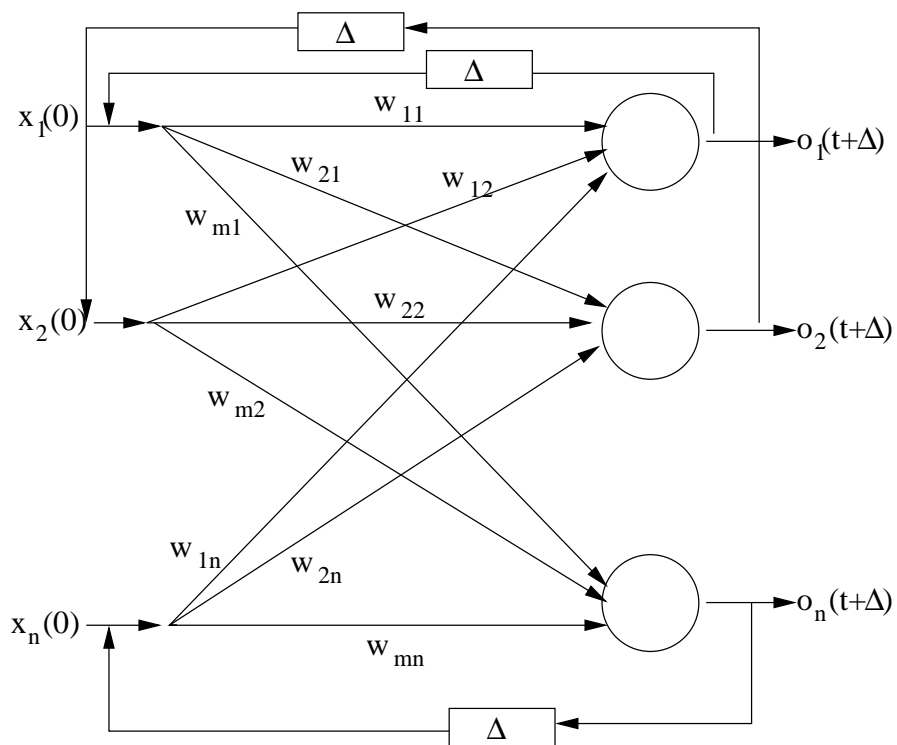 Δ
Δ
x₁(0)
w₁₁
o₁(t+Δ)
w₂₁
w₁₂
wₘ₁
x₂(0)
w₂₂
o₂(t+Δ)
wₘ₂
w₁ₙ
w₂ₙ
xₙ(0)
oₙ(t+Δ)
wₘₙ
Δ